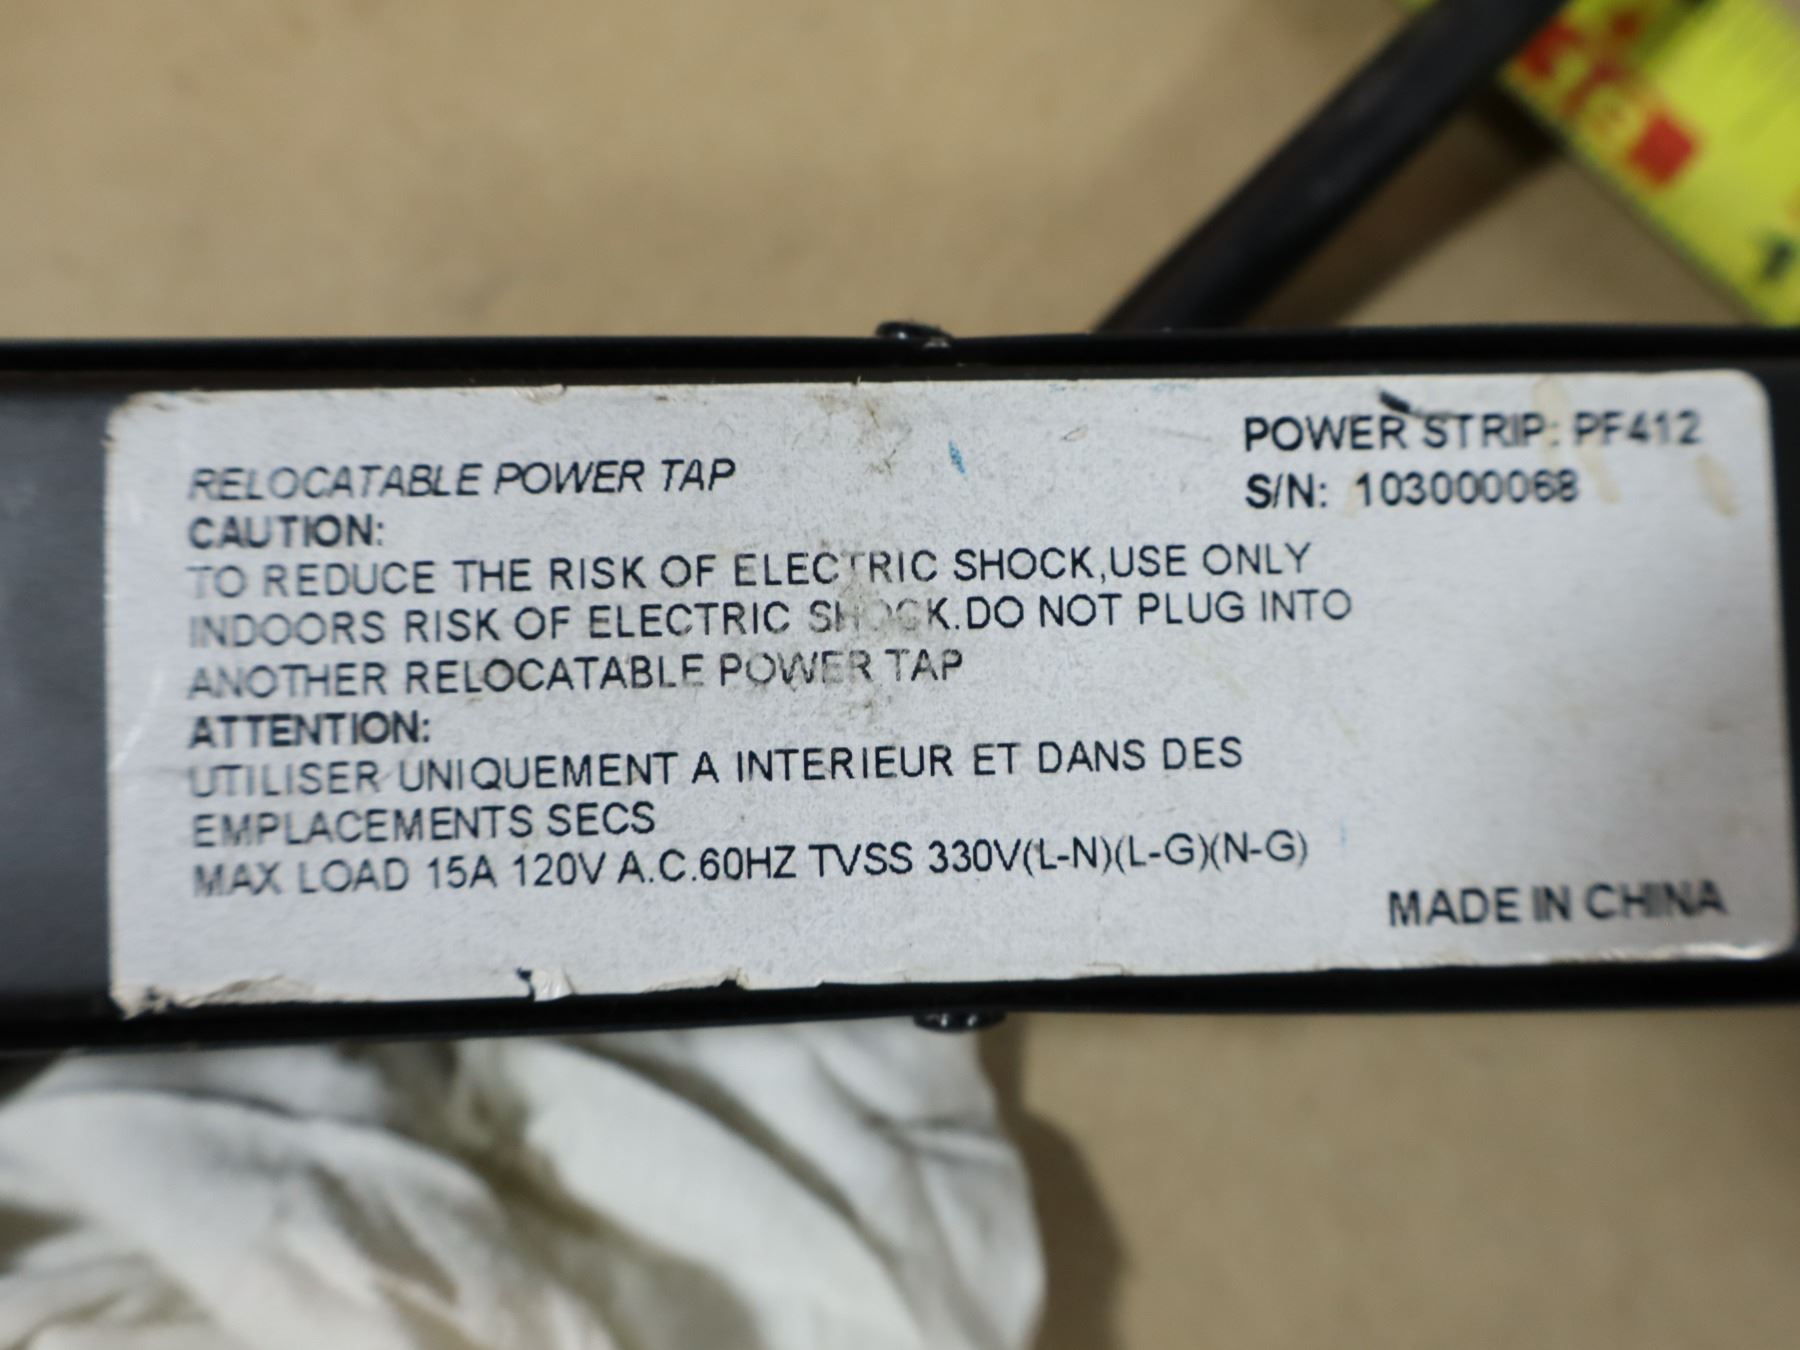 POWER STRIP: PF412
S/N: 103000068
RELOCATABLE POWER TAP
CAUTION:
TO REDUCE THE RISK OF ELECTRIC SHOCK,USE ONLY
INDOORS RISK OF ELECTRIC SHOCK.DO NOT PLUG INTO
ANOTHER RELOCATABLE POWER TAP
ATTENTION:
UTILISER UNIQUEMENT A INTERIEUR ET DANS DES
EMPLACEMENTS SECS
MAX LOAD 15A 120V A.C.60HZ TVSS 330V(L-N)(L-G)(N-G)
MADE IN CHINA